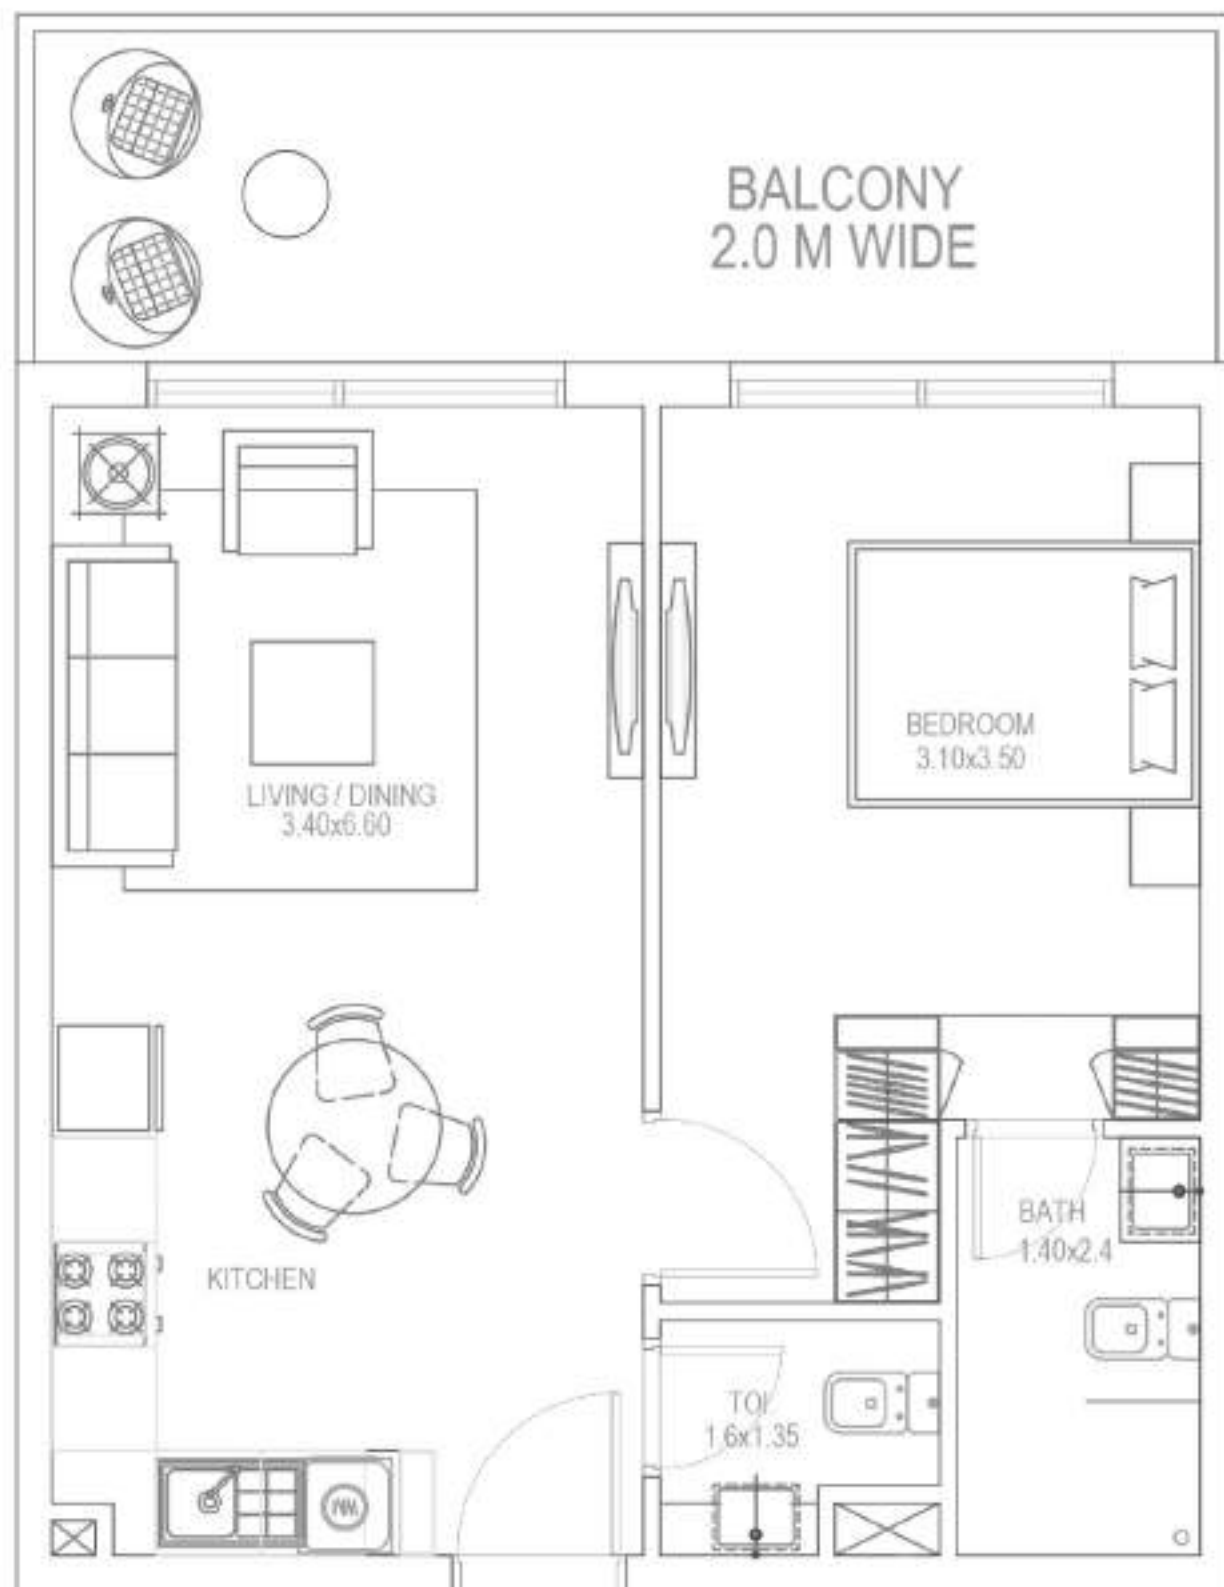 BALCONY
2.0 M WIDE
BEDROOM
3.10x3.50
LIVING / DINING
3.40x6.60
BATH
1.40x2.4
KITCHEN
TOI
1.6x1.35
WM